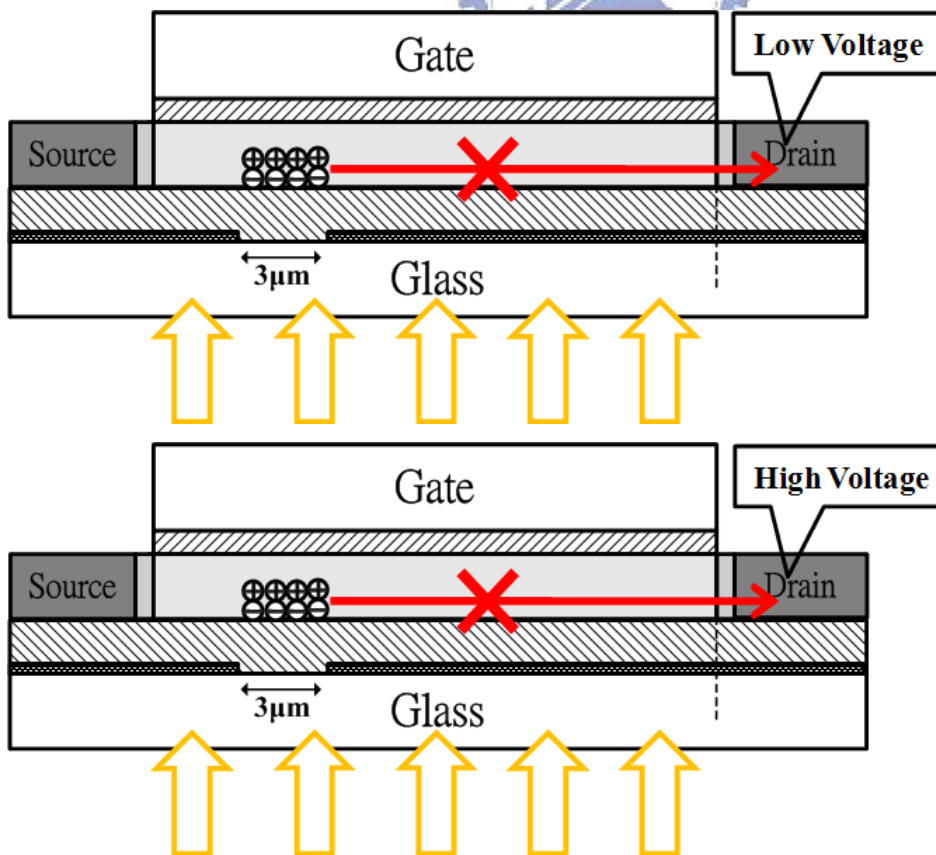 Gate
Low Voltage
Source
Drain
3μm
Glass
Gate
High Voltage
Source
Drain
3μm
Glass